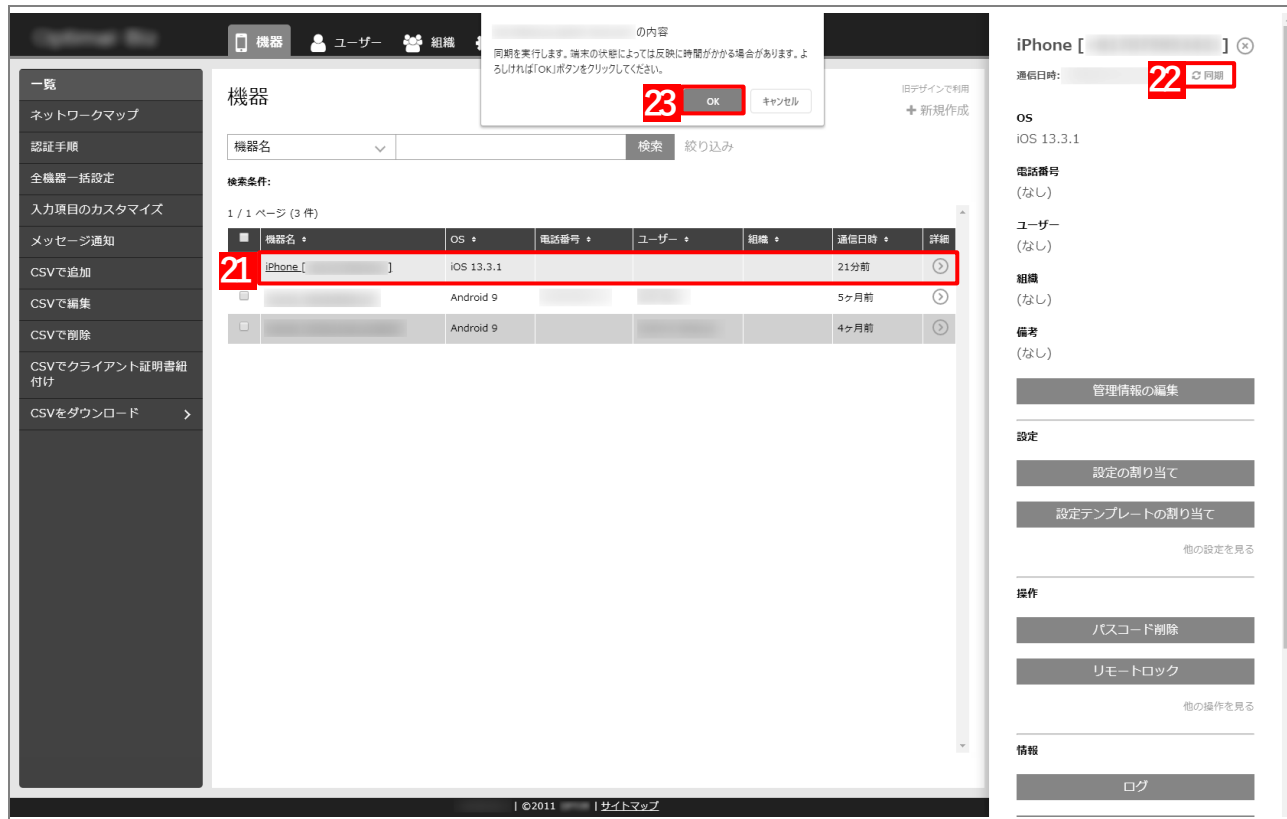 機器
ユーザー
組織
の内容
同期を実行します。端末の状態によっては反映に時間がかかる場合があります。よ
ろしければ「OK」ボタンをクリックしてください。
23
OK
キャンセル
一覧
ネットワークマップ
認証手順
全機器一括設定
入力項目のカスタマイズ
メッセージ通知
CSVで追加
CSVで編集
CSVで削除
CSVでクライアント証明書紐
付け
CSVをダウンロード
機器
旧デザインで利用
新規作成
機器名
検索
絞り込み
検索条件:
1 / 1 ページ (3 件)
機器名 OS 電話番号 ユーザー 組織 通信日時 詳細
21
iPhone [ ] iOS 13.3.1 21分前
Android 9 5ヶ月前
Android 9 4ヶ月前
iPhone [ ]
通信日時:
22
同期
OS
iOS 13.3.1
電話番号
(なし)
ユーザー
(なし)
組織
(なし)
備考
(なし)
管理情報の編集
設定
設定の割り当て
設定テンプレートの割り当て
他の設定を見る
操作
パスコード削除
リモートロック
他の操作を見る
情報
ログ
| ©2011 | サイトマップ